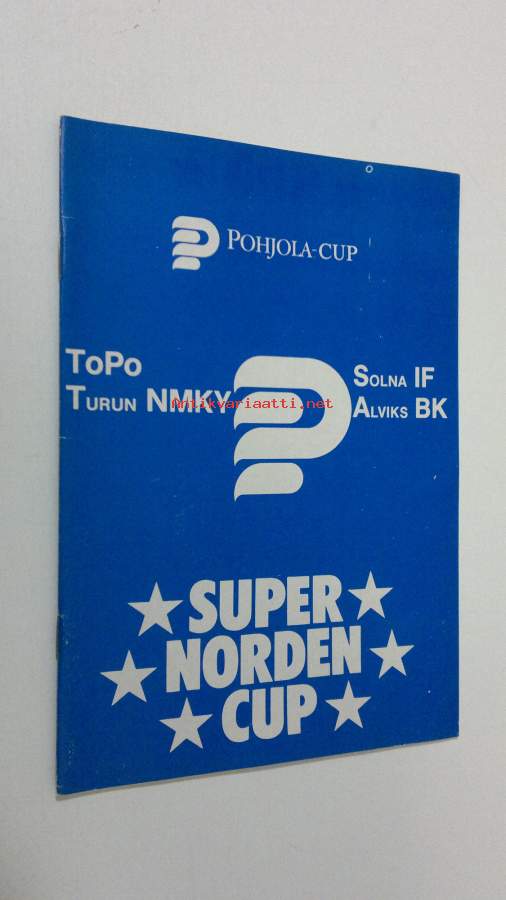 POHJOLA-CUP
ToPo
TURUN NMKY
SOLNA IF
ALVIKS BK
Antikvariaatti.net
SUPER
NORDEN
CUP